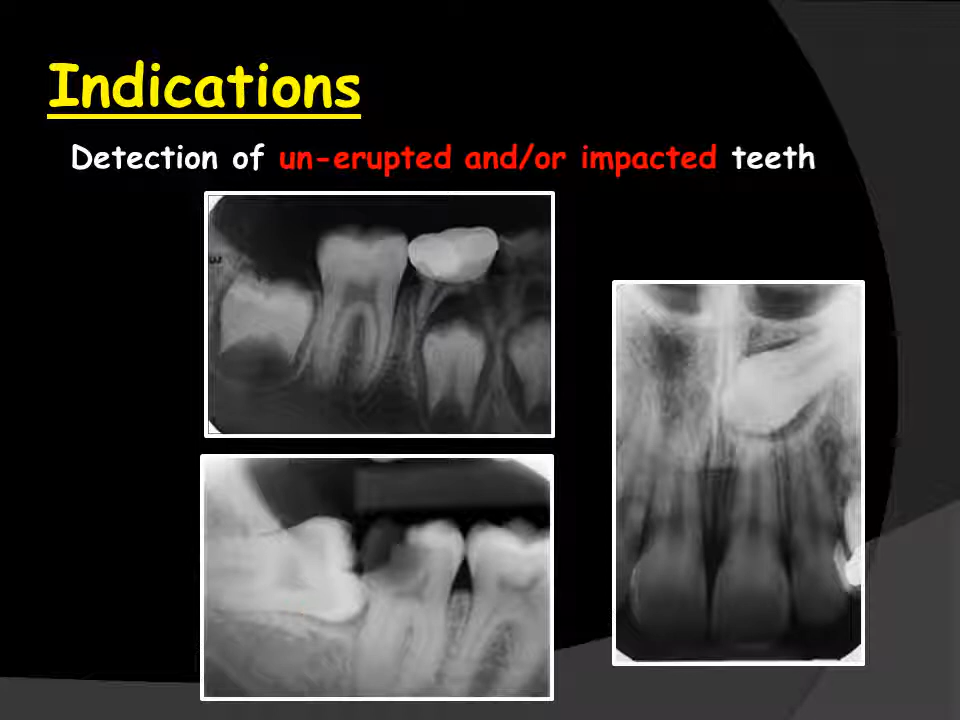 Indications
Detection of un-erupted and/or impacted teeth